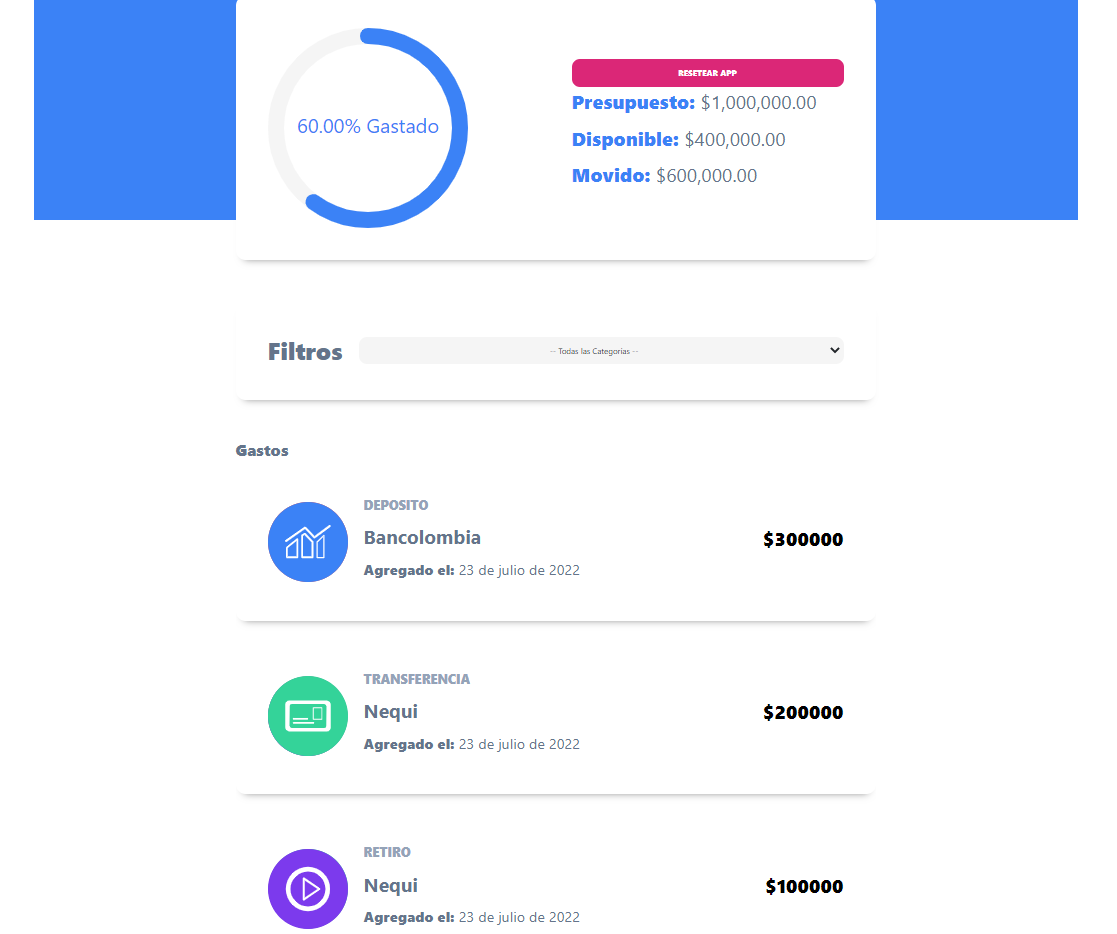 60.00% Gastado
RESETEAR APP
Presupuesto: $1,000,000.00
Disponible: $400,000.00
Movido: $600,000.00
Filtros
-- Todas las Categorias --
Gastos
DEPOSITO
Bancolombia
$300000
Agregado el: 23 de julio de 2022
TRANSFERENCIA
Nequi
$200000
Agregado el: 23 de julio de 2022
RETIRO
Nequi
$100000
Agregado el: 23 de julio de 2022